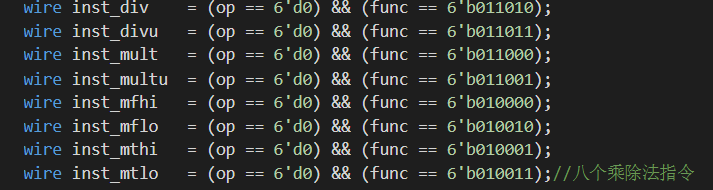 wire inst_div = (op == 6'd0) && (func == 6'b011010);
wire inst_divu = (op == 6'd0) && (func == 6'b011011);
wire inst_mult = (op == 6'd0) && (func == 6'b011000);
wire inst_multu = (op == 6'd0) && (func == 6'b011001);
wire inst_mfhi = (op == 6'd0) && (func == 6'b010000);
wire inst_mflo = (op == 6'd0) && (func == 6'b010010);
wire inst_mthi = (op == 6'd0) && (func == 6'b010001);
wire inst_mtlo = (op == 6'd0) && (func == 6'b010011);//八个乘除法指令